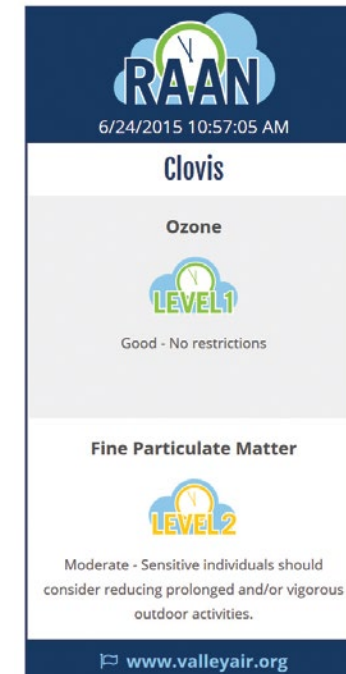 RAAN
6/24/2015 10:57:05 AM
Clovis
Ozone
LEVEL1
Good - No restrictions
Fine Particulate Matter
LEVEL2
Moderate - Sensitive individuals should
consider reducing prolonged and/or vigorous
outdoor activities.
www.valleyair.org